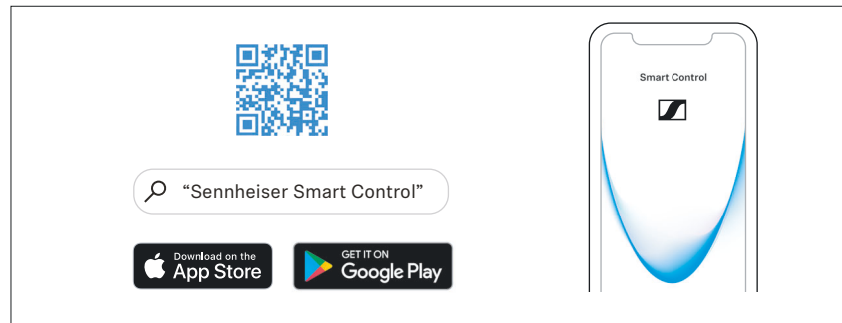 “Sennheiser Smart Control”
Download on the
App Store
GET IT ON
Google Play
Smart Control